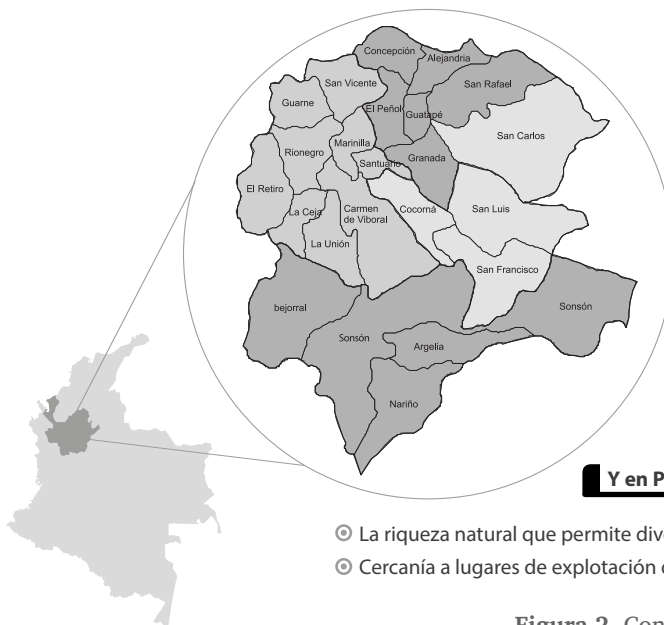 Concepción
Alejandria
San Vicente
San Rafael
Guarne
El Peñol
Guatapé
San Carlos
Marinilla
Rionegro
Granada
Santuario
El Retiro
Carmen
de Viboral
Cocorná
San Luis
La Ceja
La Unión
San Francisco
bejorral
Sonsón
Sonsón
Argelia
Nariño
Y en P
La riqueza natural que permite dive
Cercanía a lugares de explotación
Figura 2. Con